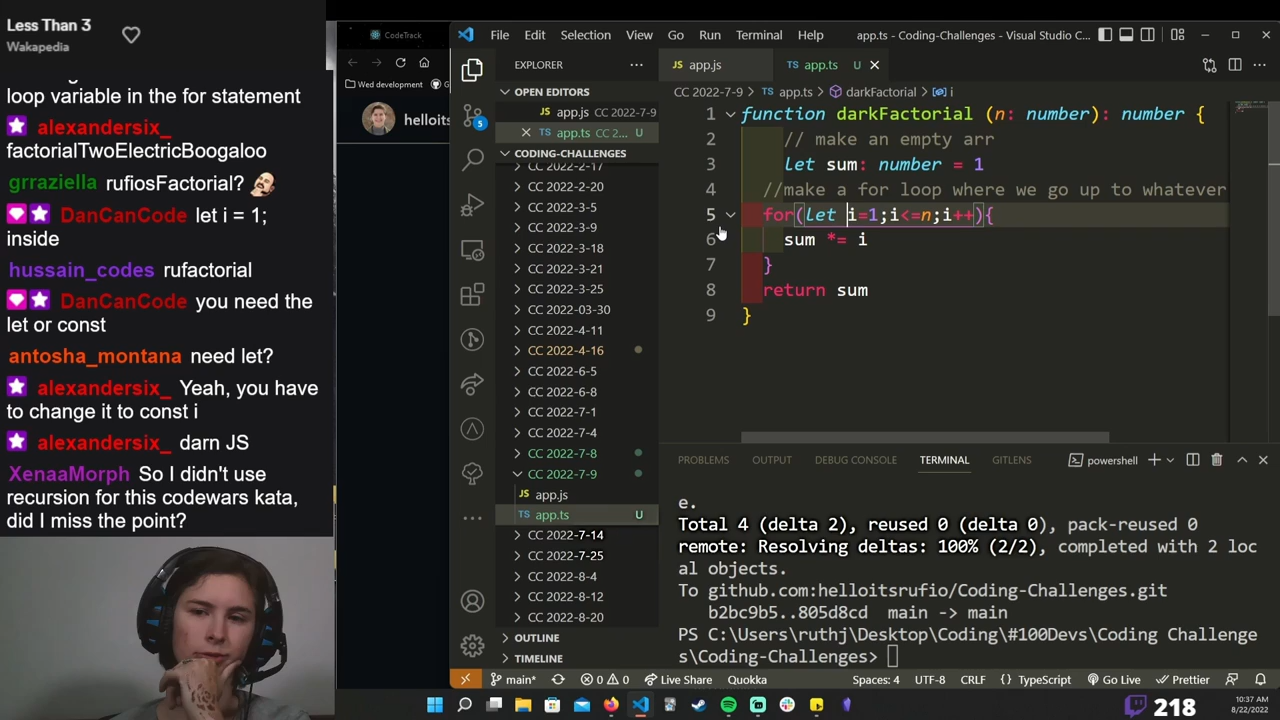 Less Than 3
Wakapedia
loop variable in the for statement
alexandersix_
factorialTwoElectricBoogaloo
grraziella rufiosFactorial?
DanCanCode let i = 1;
inside
hussain_codes rufactorial
DanCanCode you need the
let or const
antosha_montana need let?
alexandersix_ Yeah, you have
to change it to const i
alexandersix_ darn JS
XenaaMorph So I didn't use
recursion for this codewars kata,
did I miss the point?
CodeTrack
Wed development
helloits
File Edit Selection View Go Run Terminal Help
app.ts - Coding-Challenges - Visual Studio C...
EXPLORER
OPEN EDITORS
app.js CC 2022-7-9
app.ts CC 2... U
CODING-CHALLENGES
CC 2022-2-17
CC 2022-2-20
CC 2022-3-5
CC 2022-3-9
CC 2022-3-18
CC 2022-3-21
CC 2022-3-25
CC 2022-03-30
CC 2022-4-11
CC 2022-4-16
CC 2022-6-5
CC 2022-6-8
CC 2022-7-1
CC 2022-7-4
CC 2022-7-8
CC 2022-7-9
JS app.js
TS app.ts U
CC 2022-7-14
CC 2022-7-25
CC 2022-8-4
CC 2022-8-12
CC 2022-8-20
OUTLINE
TIMELINE
5
JS app.js
TS app.ts U
CC 2022-7-9 > TS app.ts > darkFactorial > i
1 function darkFactorial (n: number): number {
2 // make an empty arr
3 let sum: number = 1
4 //make a for loop where we go up to whatever
5 for(let i=1;i<=n;i++){
6 sum *= i
7 }
8 return sum
9 }
PROBLEMS OUTPUT DEBUG CONSOLE TERMINAL GITLENS powershell
e.
Total 4 (delta 2), reused 0 (delta 0), pack-reused 0
remote: Resolving deltas: 100% (2/2), completed with 2 loc
al objects.
To github.com:helloitsrufio/Coding-Challenges.git
b2bc9b5..805d8cd main -> main
PS C:\Users\ruthj\Desktop\Coding\#100Devs\Coding Challenge
s\Coding-Challenges>
main* 0 0 Live Share Quokka Spaces: 4 UTF-8 CRLF TypeScript Go Live Prettier
10:37 AM
8/22/2022
218